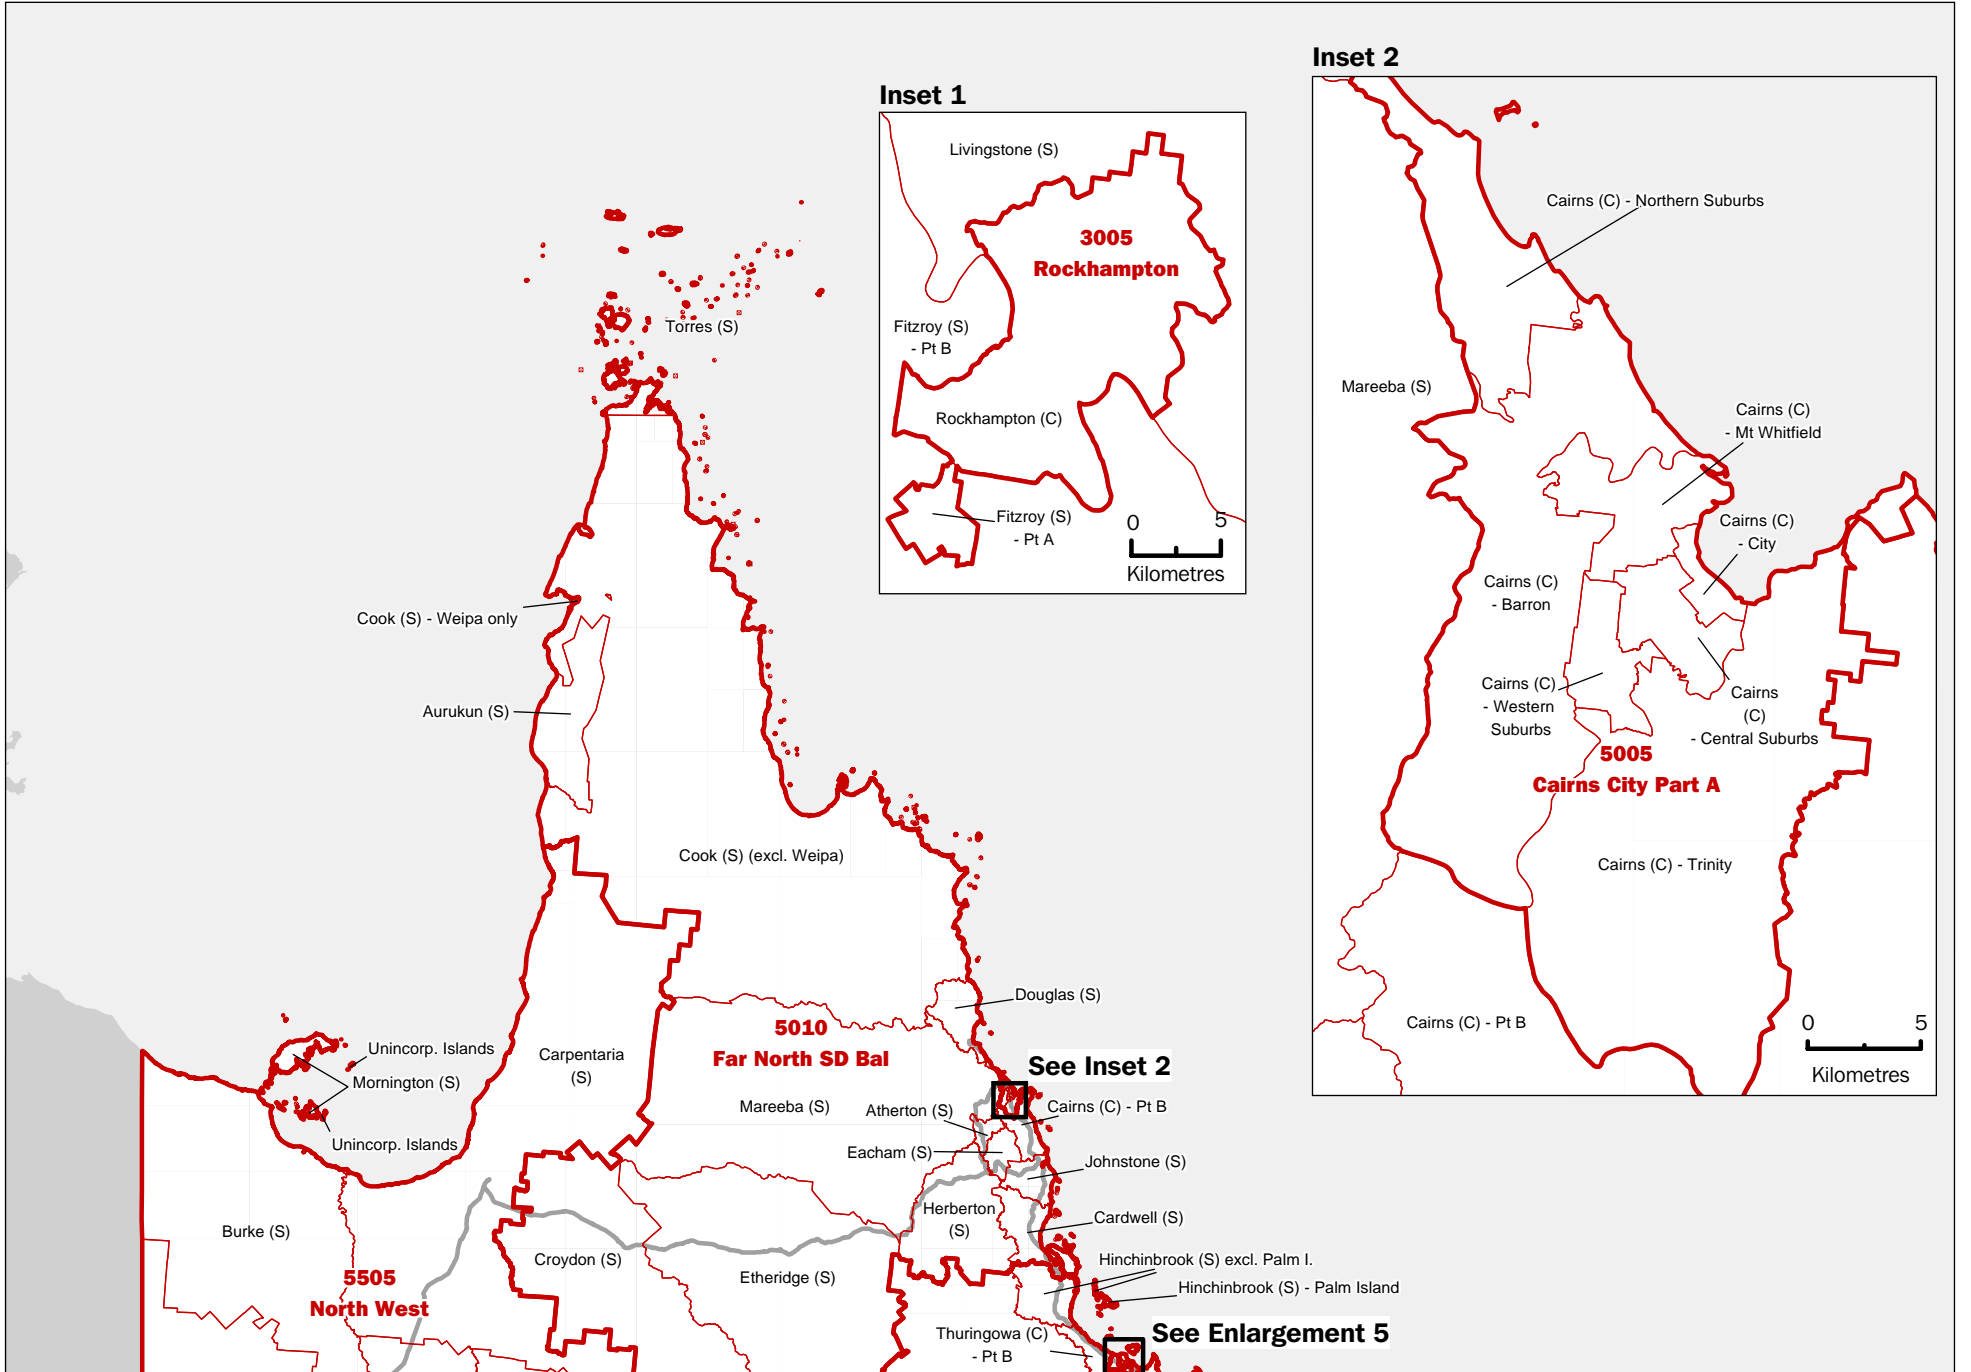 Inset 1
Livingstone (S)
3005
Rockhampton
Fitzroy (S)
- Pt B
Rockhampton (C)
Fitzroy (S)
- Pt A
0 5
Kilometres
Inset 2
Cairns (C) - Northern Suburbs
Mareeba (S)
Cairns (C)
- Mt Whitfield
Cairns (C)
- City
Cairns (C)
- Barron
Cairns (C)
- Western
Suburbs
Cairns
(C)
- Central Suburbs
5005
Cairns City Part A
Cairns (C) - Trinity
Cairns (C) - Pt B
0 5
Kilometres
Torres (S)
Cook (S) - Weipa only
Aurukun (S)
Cook (S) (excl. Weipa)
Douglas (S)
5010
Far North SD Bal
See Inset 2
Unincorp. Islands
Mornington (S)
Unincorp. Islands
Carpentaria
(S)
Mareeba (S)
Atherton (S)
Cairns (C) - Pt B
Eacham (S)
Johnstone (S)
Herberton
(S)
Cardwell (S)
Burke (S)
Croydon (S)
Etheridge (S)
Hinchinbrook (S) excl. Palm I.
Hinchinbrook (S) - Palm Island
5505
North West
Thuringowa (C)
- Pt B
See Enlargement 5